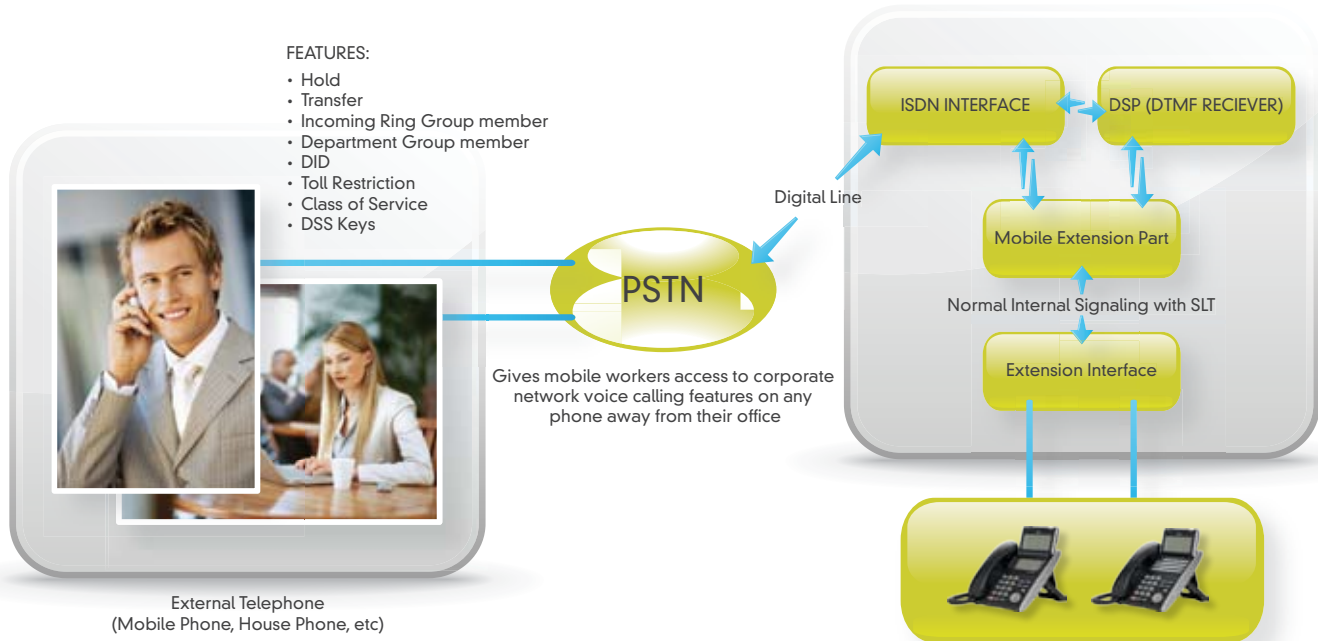 FEATURES:
• Hold
• Transfer
• Incoming Ring Group member
• Department Group member
• DID
• Toll Restriction
• Class of Service
• DSS Keys
External Telephone
(Mobile Phone, House Phone, etc)
PSTN
Gives mobile workers access to corporate
network voice calling features on any
phone away from their office
Digital Line
ISDN INTERFACE
DSP (DTMF RECIEVER)
Mobile Extension Part
Normal Internal Signaling with SLT
Extension Interface